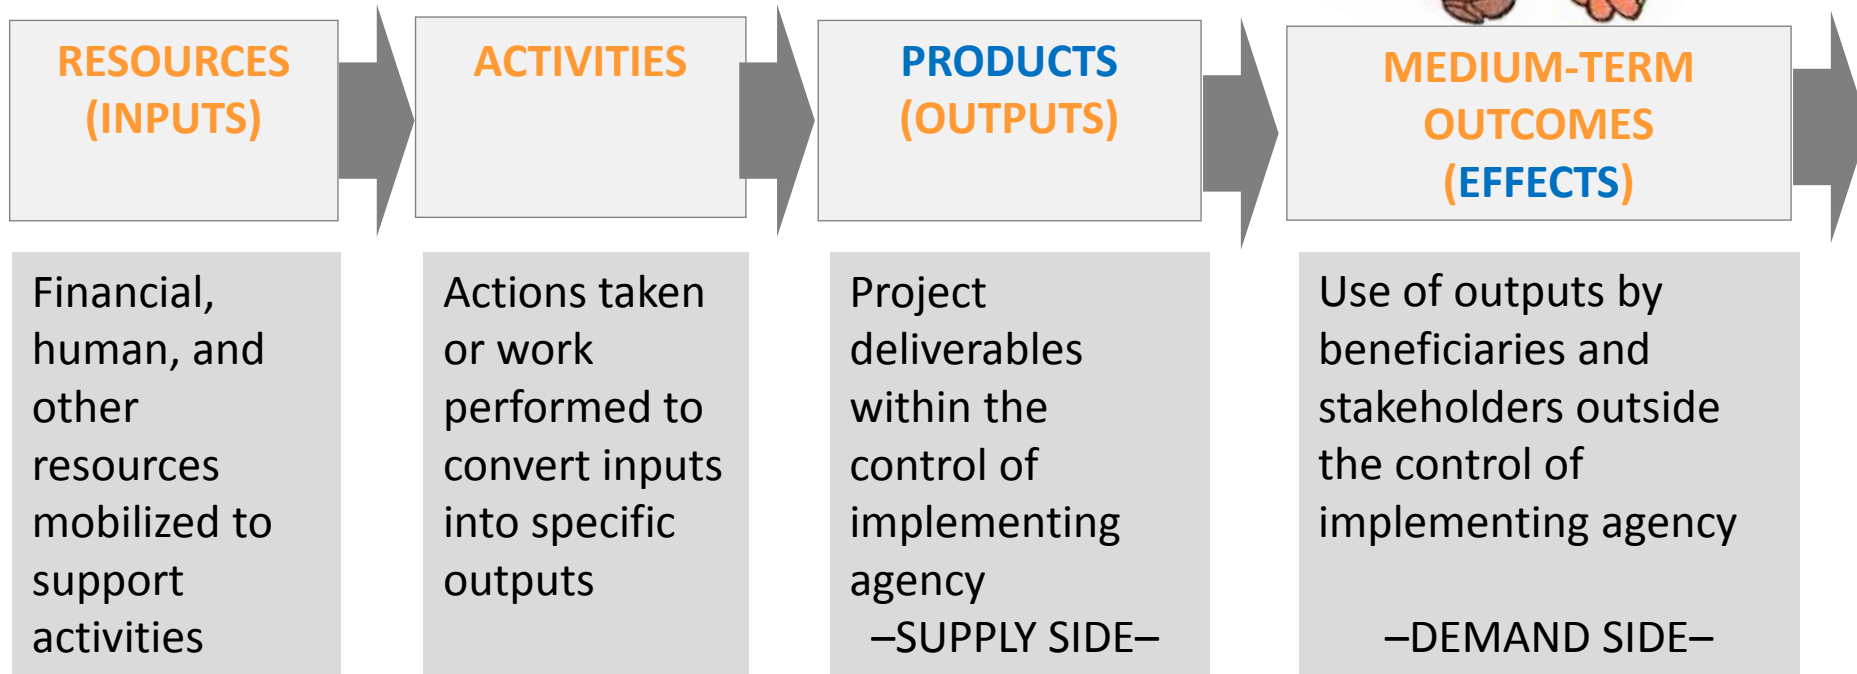 RESOURCES
(INPUTS)
ACTIVITIES
PRODUCTS
(OUTPUTS)
MEDIUM-TERM
OUTCOMES
(EFFECTS)
Financial,
human, and
other
resources
mobilized to
support
activities
Actions taken
or work
performed to
convert inputs
into specific
outputs
Project
deliverables
within the
control of
implementing
agency
–SUPPLY SIDE–
Use of outputs by
beneficiaries and
stakeholders outside
the control of
implementing agency
–DEMAND SIDE–